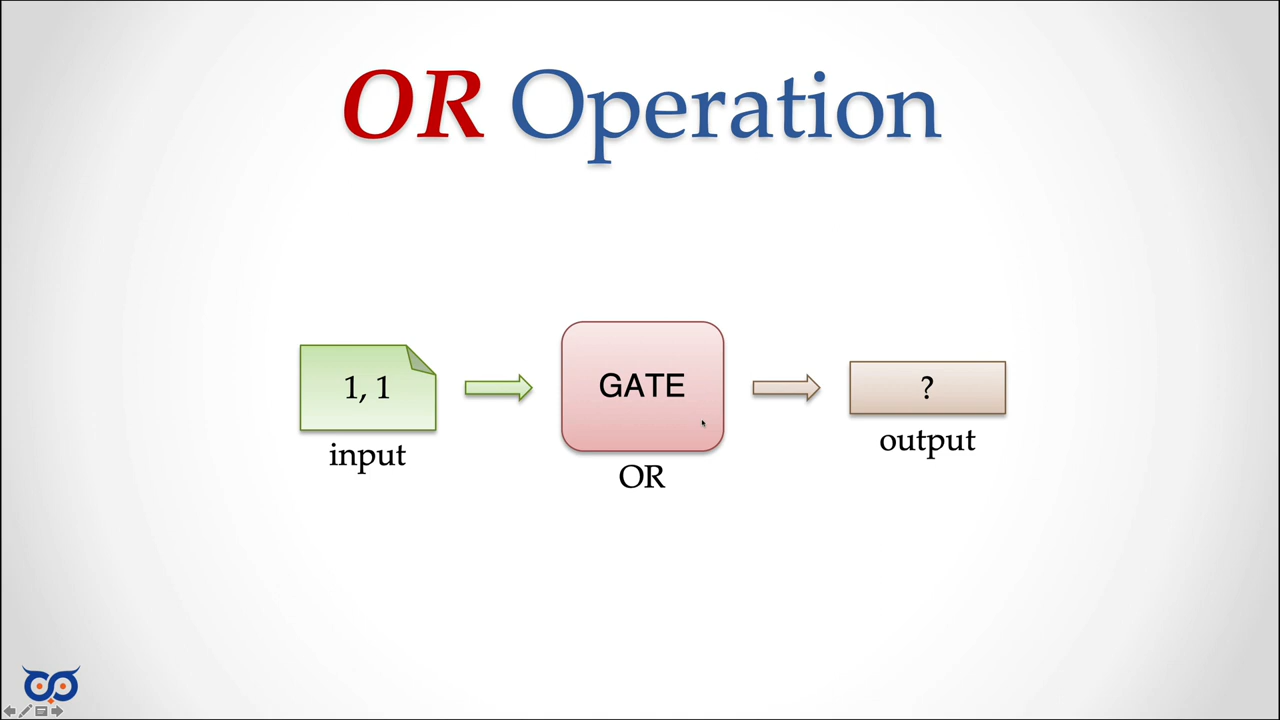 OR Operation
1, 1
input
GATE
OR
?
output